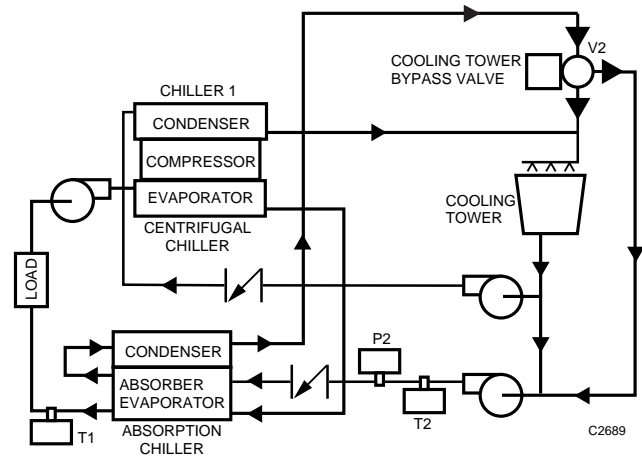 V2
COOLING TOWER
BYPASS VALVE
CHILLER 1
CONDENSER
COMPRESSOR
EVAPORATOR
CENTRIFUGAL
CHILLER
COOLING
TOWER
LOAD
CONDENSER
ABSORBER
EVAPORATOR
ABSORPTION
CHILLER
T1
P2
T2
C2689